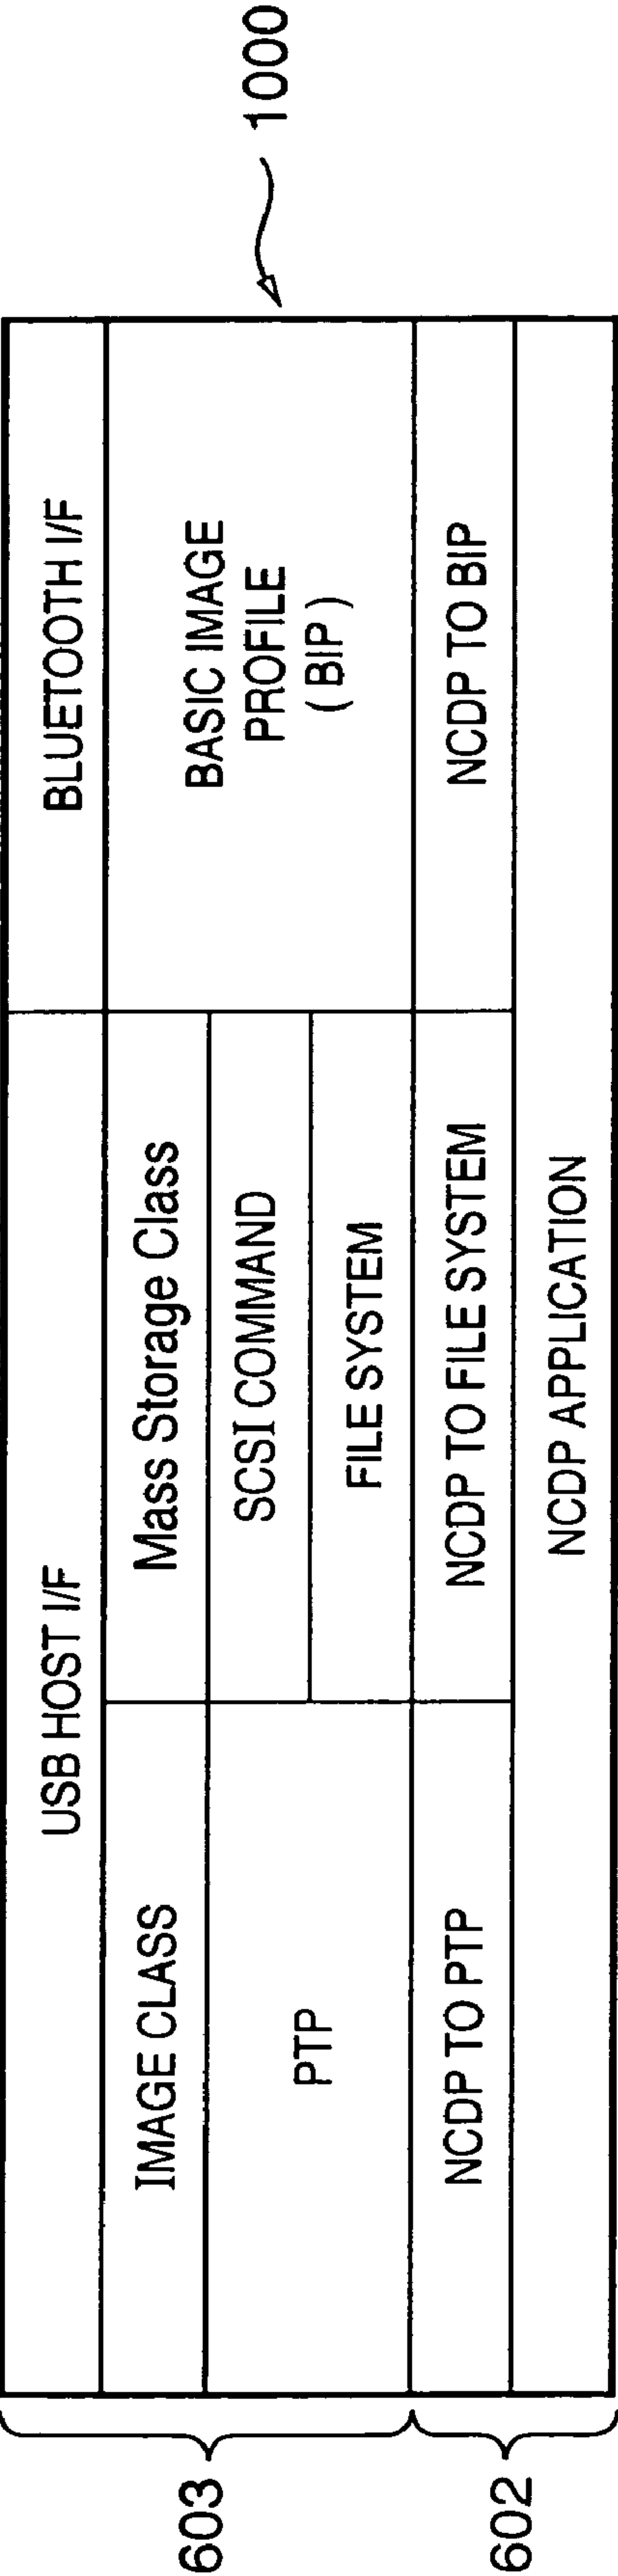 1000
USB HOST I/F
BLUETOOTH I/F
IMAGE CLASS
Mass Storage Class
BASIC IMAGE
PROFILE
( BIP )
PTP
SCSI COMMAND
FILE SYSTEM
NCDP TO PTP
NCDP TO FILE SYSTEM
NCDP TO BIP
NCDP APPLICATION
603
602